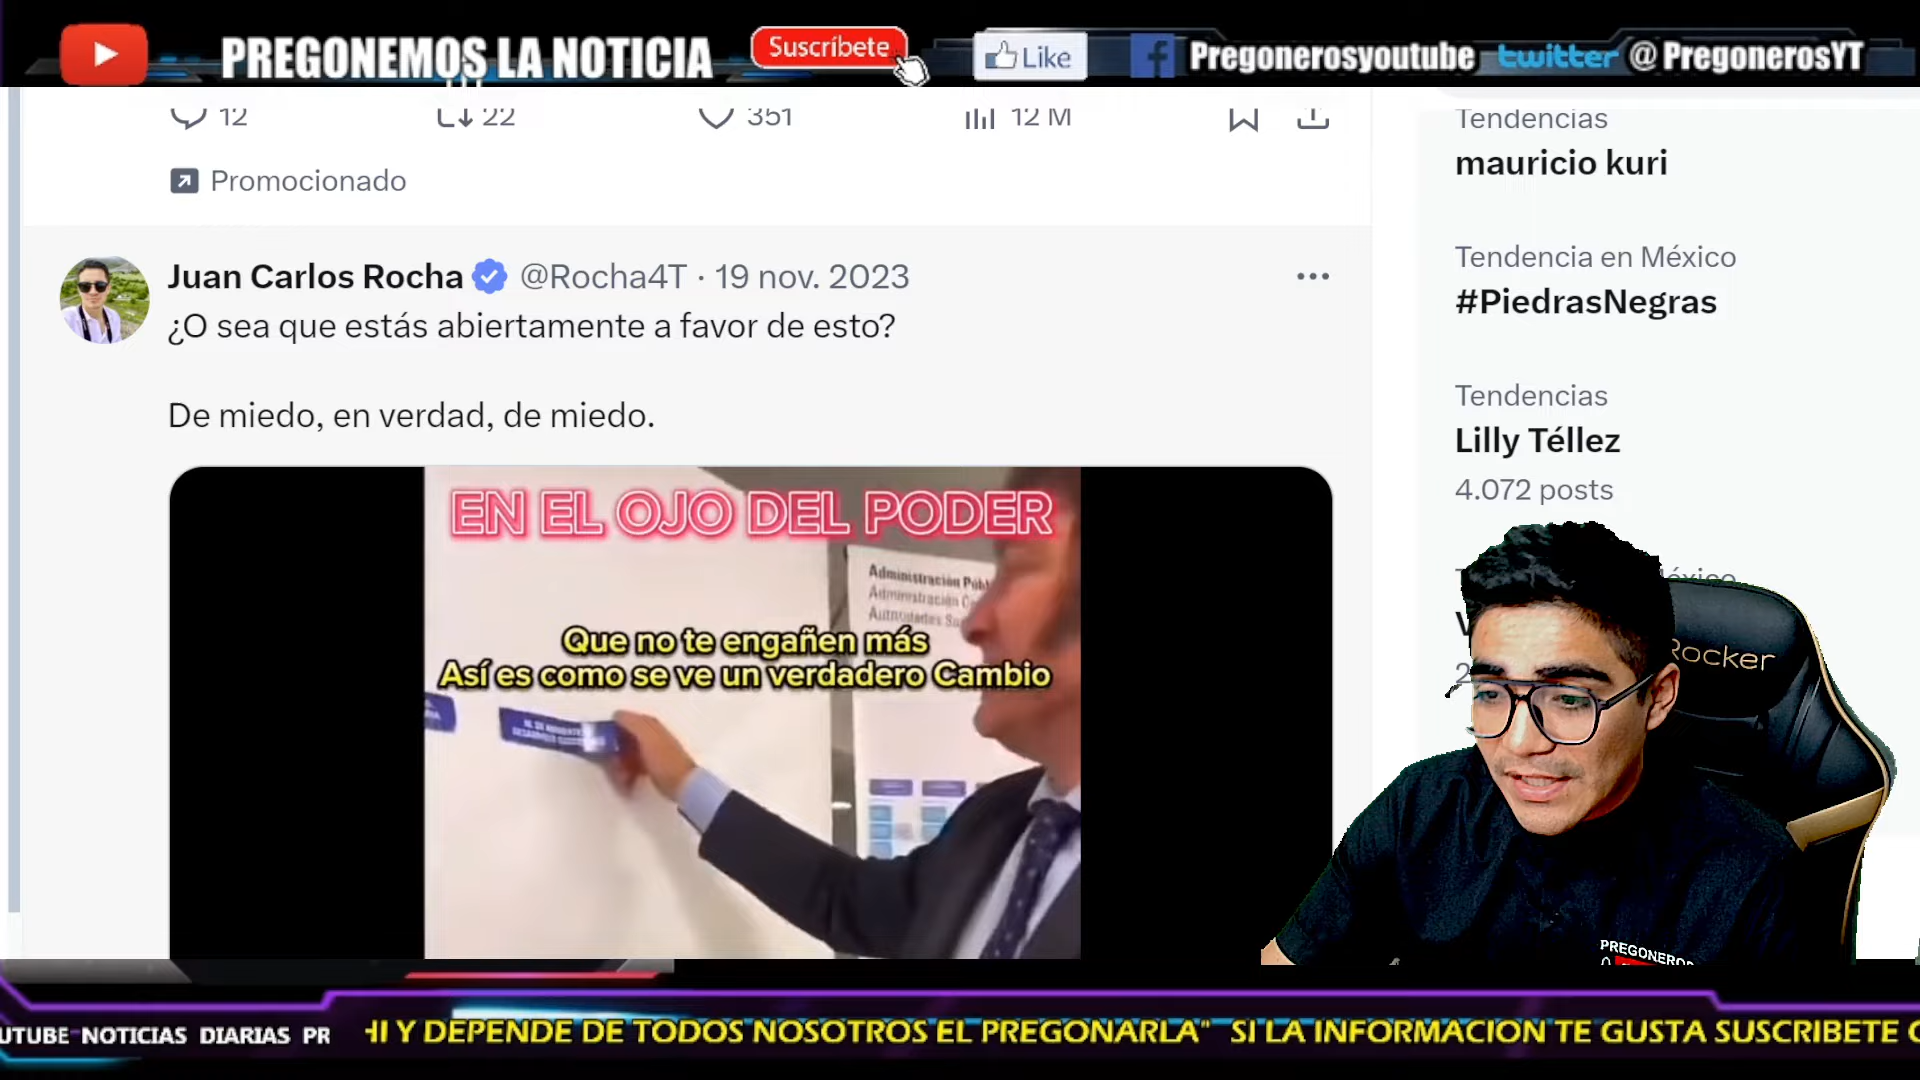 PREGONEMOS LA NOTICIA
Suscríbete
Like
Pregonerosyoutube
twitter @PregonerosYT
12
22
351
12 M
Promocionado
Juan Carlos Rocha @Rocha4T · 19 nov. 2023
¿O sea que estás abiertamente a favor de esto?
De miedo, en verdad, de miedo.
EN EL OJO DEL PODER
Administración
Que no te engañen más
Así es como se ve un verdadero Cambio
Tendencias
mauricio kuri
Tendencia en México
#PiedrasNegras
Tendencias
Lilly Téllez
4.072 posts
Rocker
UTUBE NOTICIAS DIARIAS PR
HI Y DEPENDE DE TODOS NOSOTROS EL PREGONARLA" SI LA INFORMACION TE GUSTA SUSCRIBETE